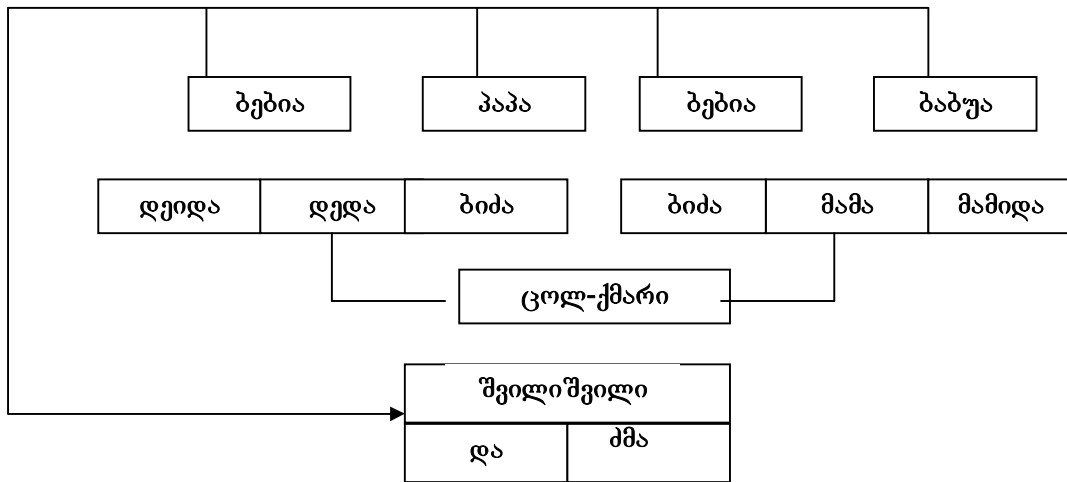 ბებია პაპა ბებია ბაბუა
დეიდა დედა ბიძა ბიძა მამა მამიდა
ცოლ-ქმარი
შვილიშვილი
და ძმა